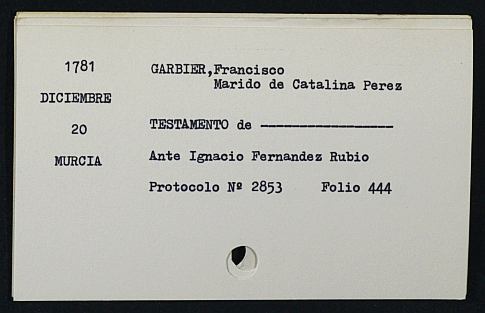 1781
GARBIER,Francisco
Marido de Catalina Perez
DICIEMBRE
20
TESTAMENTO de -----------------
MURCIA
Ante Ignacio Fernandez Rubio
Protocolo Nº 2853 Folio 444